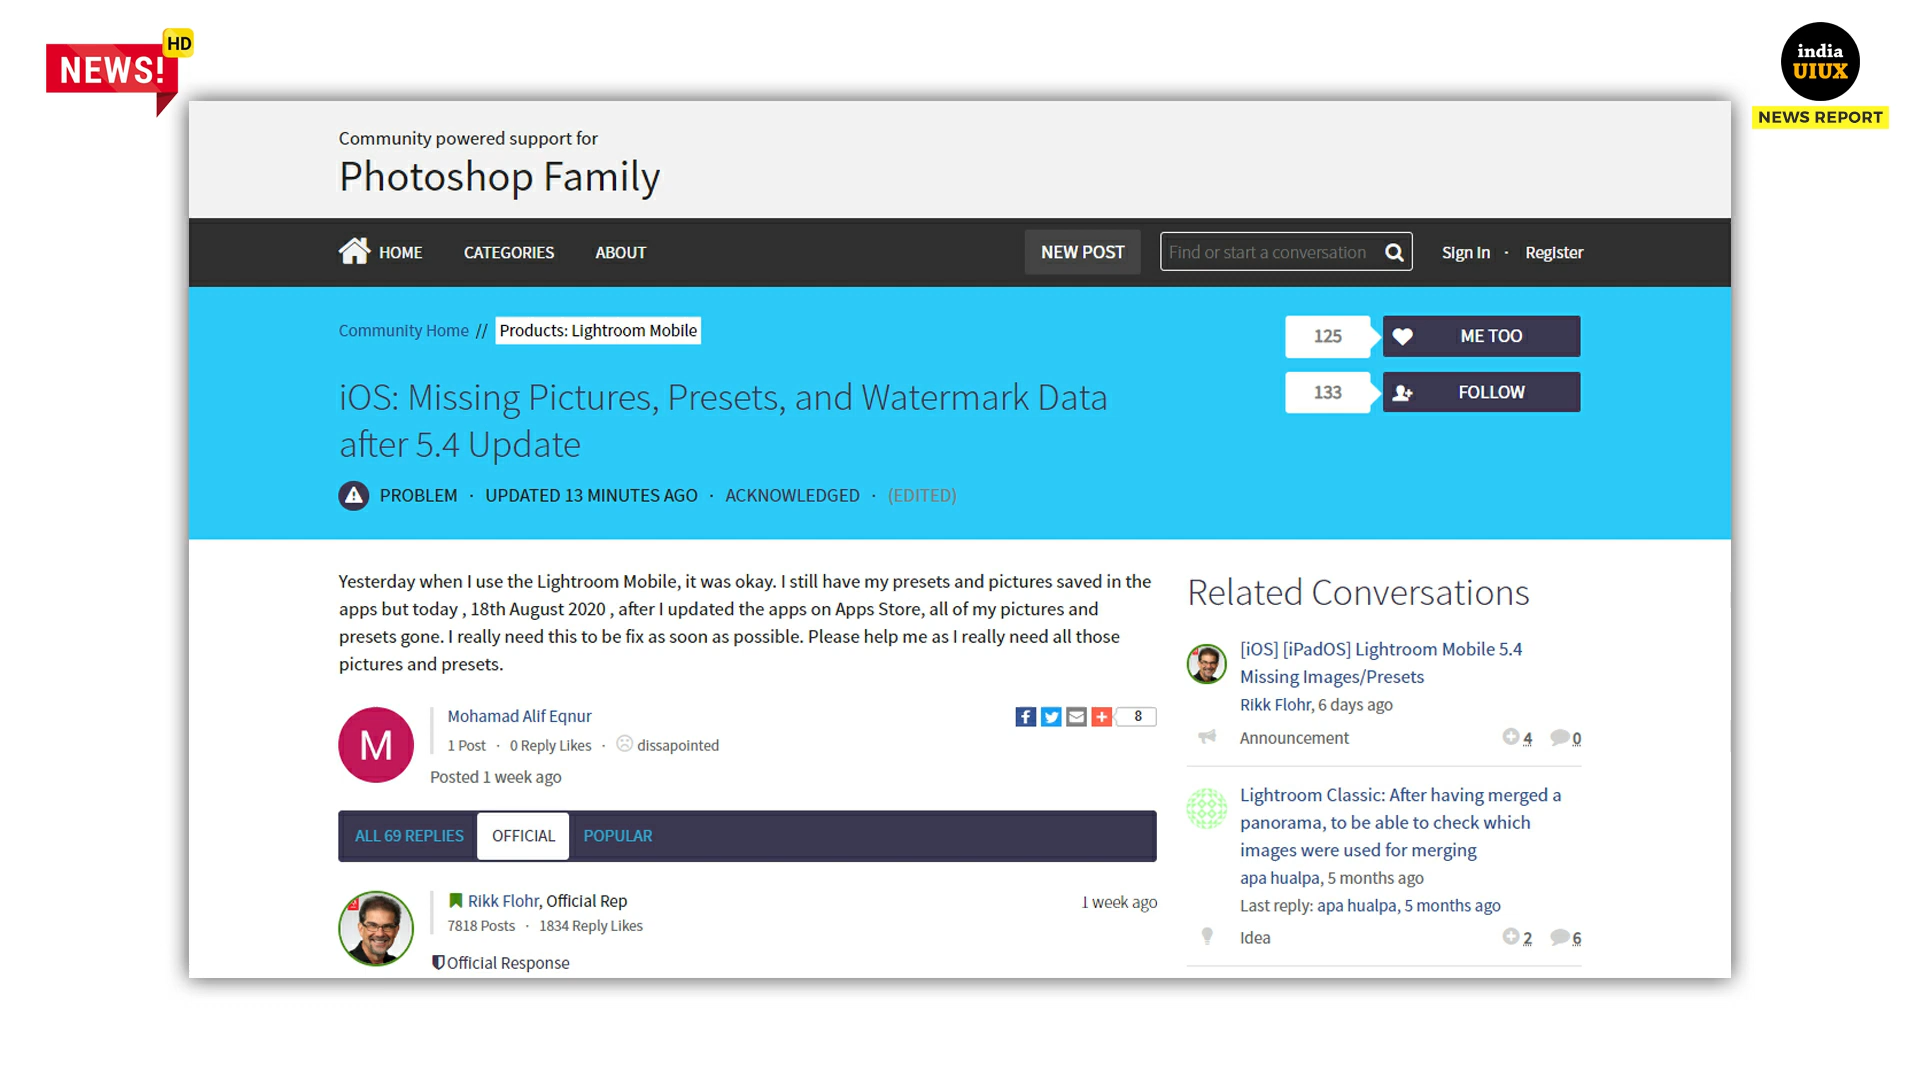 NEWS!
HD
india
UIUX
NEWS REPORT
Community powered support for
Photoshop Family
HOME
CATEGORIES
ABOUT
NEW POST
Find or start a conversation
Sign In · Register
Community Home // Products: Lightroom Mobile
125
ME TOO
133
FOLLOW
iOS: Missing Pictures, Presets, and Watermark Data
after 5.4 Update
PROBLEM · UPDATED 13 MINUTES AGO · ACKNOWLEDGED · (EDITED)
Yesterday when I use the Lightroom Mobile, it was okay. I still have my presets and pictures saved in the
apps but today , 18th August 2020 , after I updated the apps on Apps Store, all of my pictures and
presets gone. I really need this to be fix as soon as possible. Please help me as I really need all those
pictures and presets.
M
Mohamad Alif Eqnur
1 Post · 0 Reply Likes · dissapointed
Posted 1 week ago
8
ALL 69 REPLIES
OFFICIAL
POPULAR
Rikk Flohr, Official Rep
1 week ago
7818 Posts · 1834 Reply Likes
Official Response
Related Conversations
[iOS] [iPadOS] Lightroom Mobile 5.4
Missing Images/Presets
Rikk Flohr, 6 days ago
Announcement
4
0
Lightroom Classic: After having merged a
panorama, to be able to check which
images were used for merging
apa hualpa, 5 months ago
Last reply: apa hualpa, 5 months ago
Idea
2
6